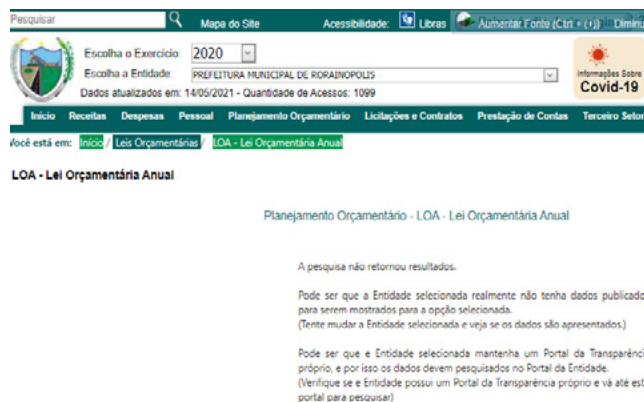 Pesquisar
Mapa do Site Acessibilidade: Libras Aumentar Fonte (Ctrl + (+))
Escolha o Exercício: 2020
Escolha a Entidade: PREFEITURA MUNICIPAL DE RORAINOPOLIS
Informações Sobre
Covid-19
Dados atualizados em: 14/05/2021 - Quantidade de Acessos: 1099
Início Receitas Despesas Pessoal Planejamento Orçamentário Licitações e Contratos Prestação de Contas Terceiro Setor
Você está em: Início / Leis Orçamentárias / LOA - Lei Orçamentária Anual
LOA - Lei Orçamentária Anual
Planejamento Orçamentário - LOA - Lei Orçamentária Anual
A pesquisa não retornou resultados.
Pode ser que a Entidade selecionada realmente não tenha dados publicado
para serem mostrados para a opção selecionada.
(Tente mudar a Entidade selecionada e veja se os dados são apresentados.)
Pode ser que e Entidade selecionada mantenha um Portal da Transparênci
próprio, e por isso os dados devem pesquisados no Portal da Entidade.
(Verifique se e Entidade possui um Portal da Transparência próprio e vá até est
portal para pesquisar)